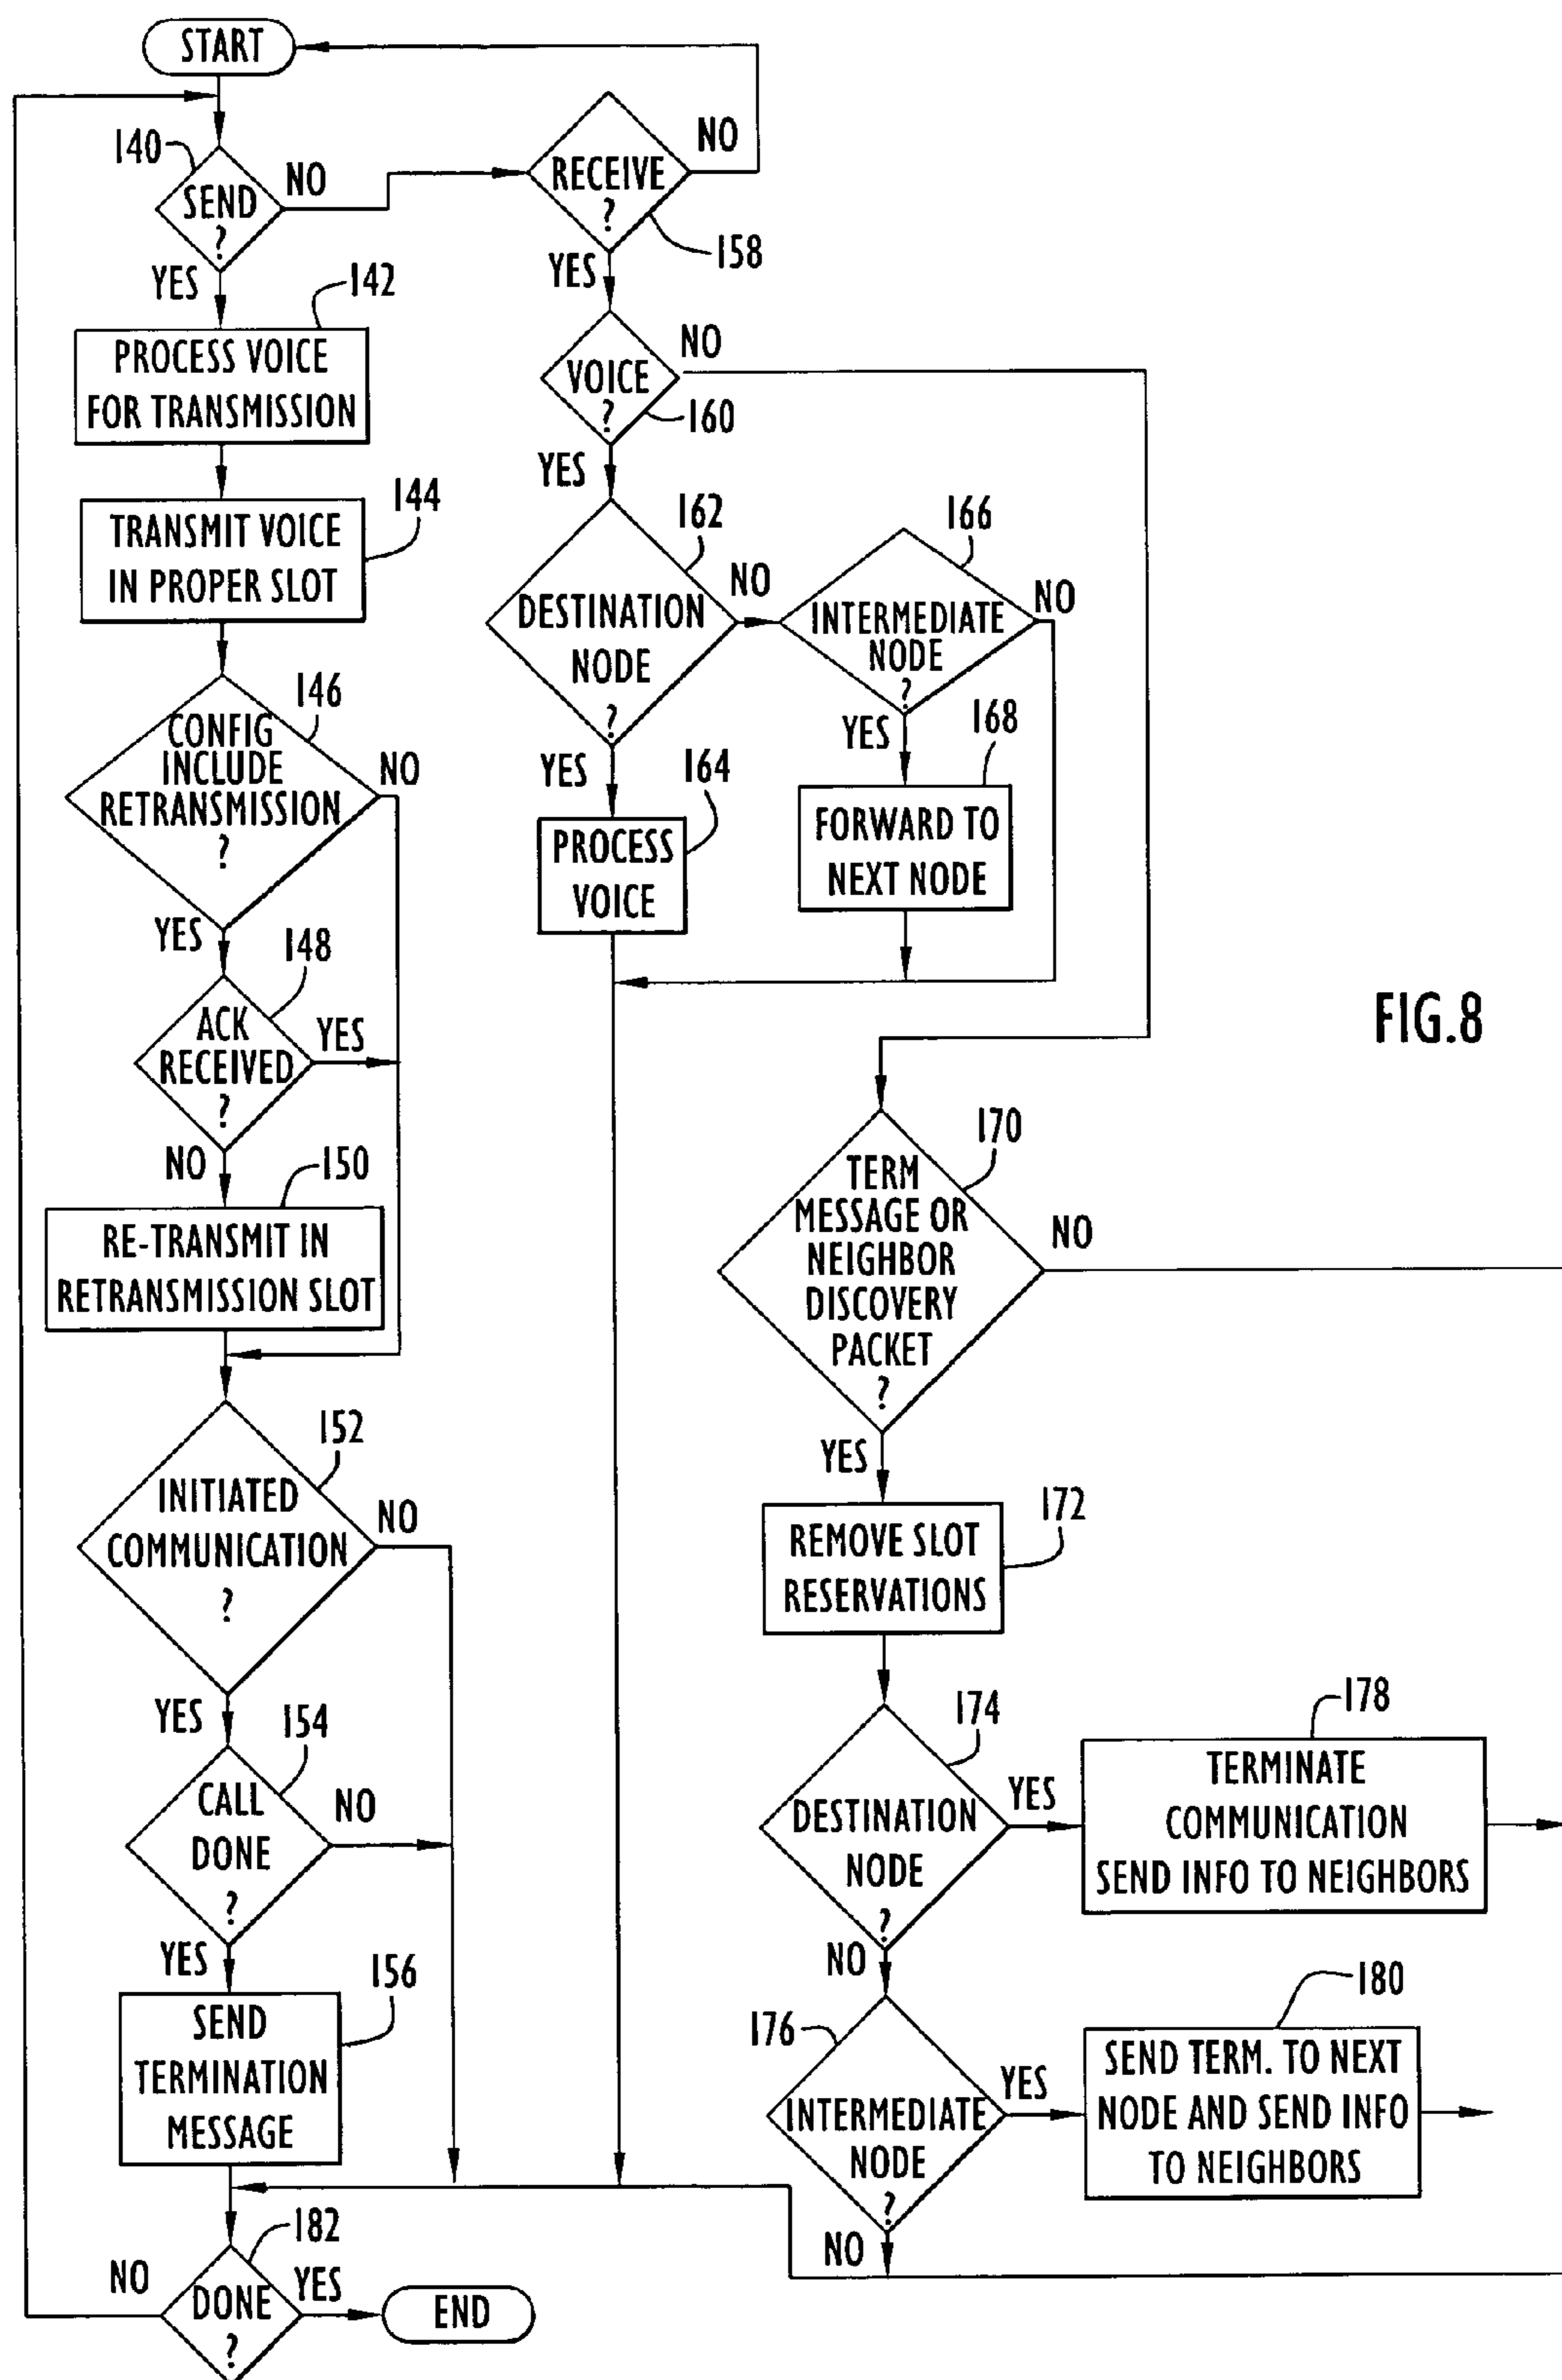 START
140
SEND
?
NO
YES
142
PROCESS VOICE
FOR TRANSMISSION
144
TRANSMIT VOICE
IN PROPER SLOT
146
CONFIG
INCLUDE
RETRANSMISSION
?
NO
YES
148
ACK
RECEIVED
?
YES
NO
150
RE-TRANSMIT IN
RETRANSMISSION SLOT
152
INITIATED
COMMUNICATION
?
NO
YES
154
CALL
DONE
?
NO
YES
156
SEND
TERMINATION
MESSAGE
182
DONE
?
NO
YES
END
RECEIVE
?
NO
158
YES
VOICE
?
NO
160
YES
162
DESTINATION
NODE
?
NO
YES
164
PROCESS
VOICE
166
INTERMEDIATE
NODE
?
NO
YES
168
FORWARD TO
NEXT NODE
FIG.8
170
TERM
MESSAGE OR
NEIGHBOR
DISCOVERY
PACKET
?
NO
YES
172
REMOVE SLOT
RESERVATIONS
174
DESTINATION
NODE
?
YES
NO
178
TERMINATE
COMMUNICATION
SEND INFO TO NEIGHBORS
176
INTERMEDIATE
NODE
?
YES
NO
180
SEND TERM. TO NEXT
NODE AND SEND INFO
TO NEIGHBORS